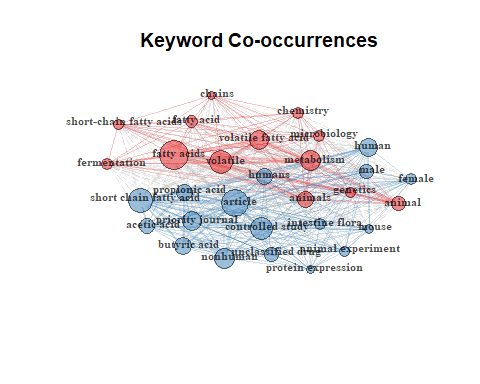 Keyword Co-occurrences
chains
chemistry
short-chain fatty acids
fatty acid
microbiology
volatile fatty acid
human
fatty acids
volatile
metabolism
fermentation
male
humans
female
propionic acid
genetics
short chain fatty acid
article
animals
animal
priority journal
acetic acid
controlled study
intestine flora
mouse
butyric acid
nonhuman
unclassified drug
animal experiment
protein expression